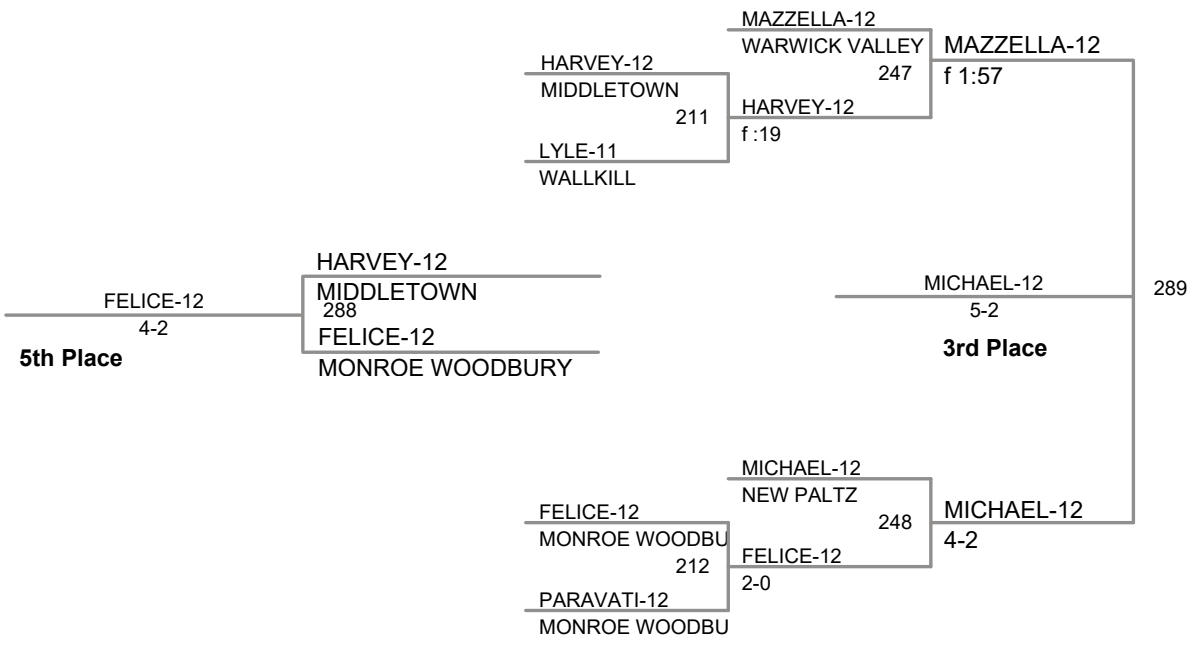 MAZZELLA-12
WARWICK VALLEY
247
MAZZELLA-12
f 1:57
HARVEY-12
MIDDLETOWN
211
HARVEY-12
f :19
LYLE-11
WALLKILL
HARVEY-12
MIDDLETOWN
288
FELICE-12
MONROE WOODBURY
FELICE-12
4-2
5th Place
MICHAEL-12
5-2
3rd Place
289
MICHAEL-12
NEW PALTZ
248
MICHAEL-12
4-2
FELICE-12
MONROE WOODBU
212
FELICE-12
2-0
PARAVATI-12
MONROE WOODBU